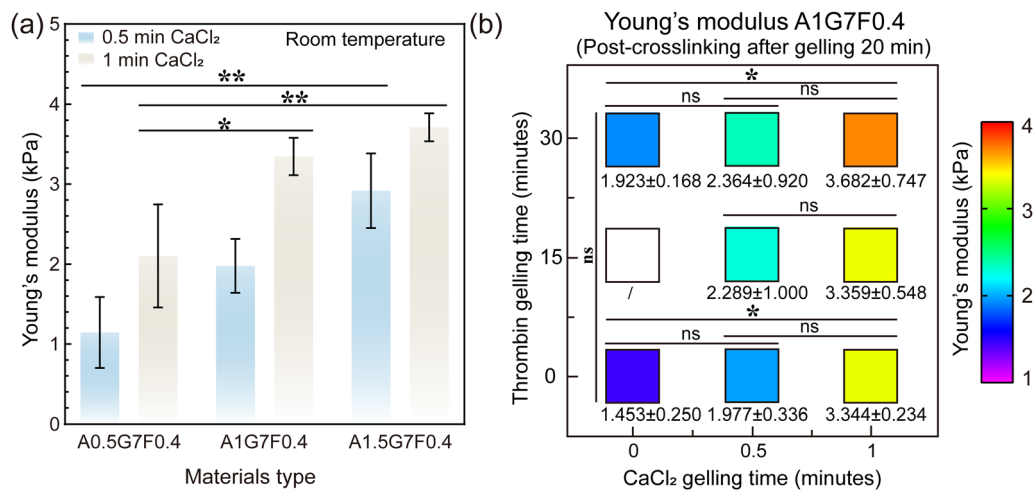 (a)
5
4
3
2
1
0
Young's modulus (kPa)
0.5 min CaCl₂
1 min CaCl₂
Room temperature
**
**
*
A0.5G7F0.4
A1G7F0.4
A1.5G7F0.4
Materials type
(b)
Young's modulus A1G7F0.4
(Post-crosslinking after gelling 20 min)
Thrombin gelling time (minutes)
30
15
0
ns
*
ns
ns
1.923±0.168
2.364±0.920
3.682±0.747
ns
/
2.289±1.000
3.359±0.548
*
ns
ns
1.453±0.250
1.977±0.336
3.344±0.234
0
0.5
1
CaCl₂ gelling time (minutes)
Young's modulus (kPa)
4
3
2
1